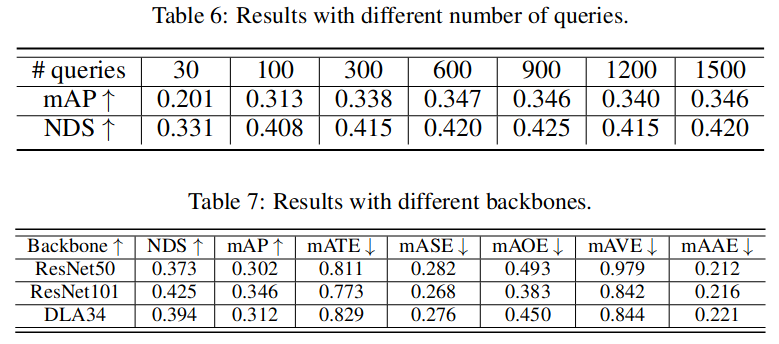 Table 6: Results with different number of queries.
# queries 30 100 300 600 900 1200 1500
mAP ↑ 0.201 0.313 0.338 0.347 0.346 0.340 0.346
NDS ↑ 0.331 0.408 0.415 0.420 0.425 0.415 0.420
Table 7: Results with different backbones.
Backbone ↑ NDS ↑ mAP ↑ mATE ↓ mASE ↓ mAOE ↓ mAVE ↓ mAAE ↓
ResNet50 0.373 0.302 0.811 0.282 0.493 0.979 0.212
ResNet101 0.425 0.346 0.773 0.268 0.383 0.842 0.216
DLA34 0.394 0.312 0.829 0.276 0.450 0.844 0.221